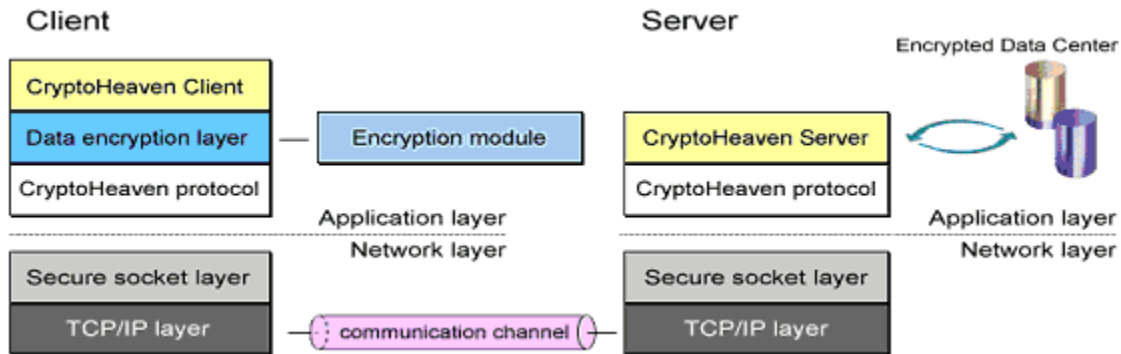 Client
CryptoHeaven Client
Data encryption layer
Encryption module
CryptoHeaven protocol
Application layer
Network layer
Secure socket layer
TCP/IP layer
communication channel
Server
Encrypted Data Center
CryptoHeaven Server
CryptoHeaven protocol
Application layer
Network layer
Secure socket layer
TCP/IP layer